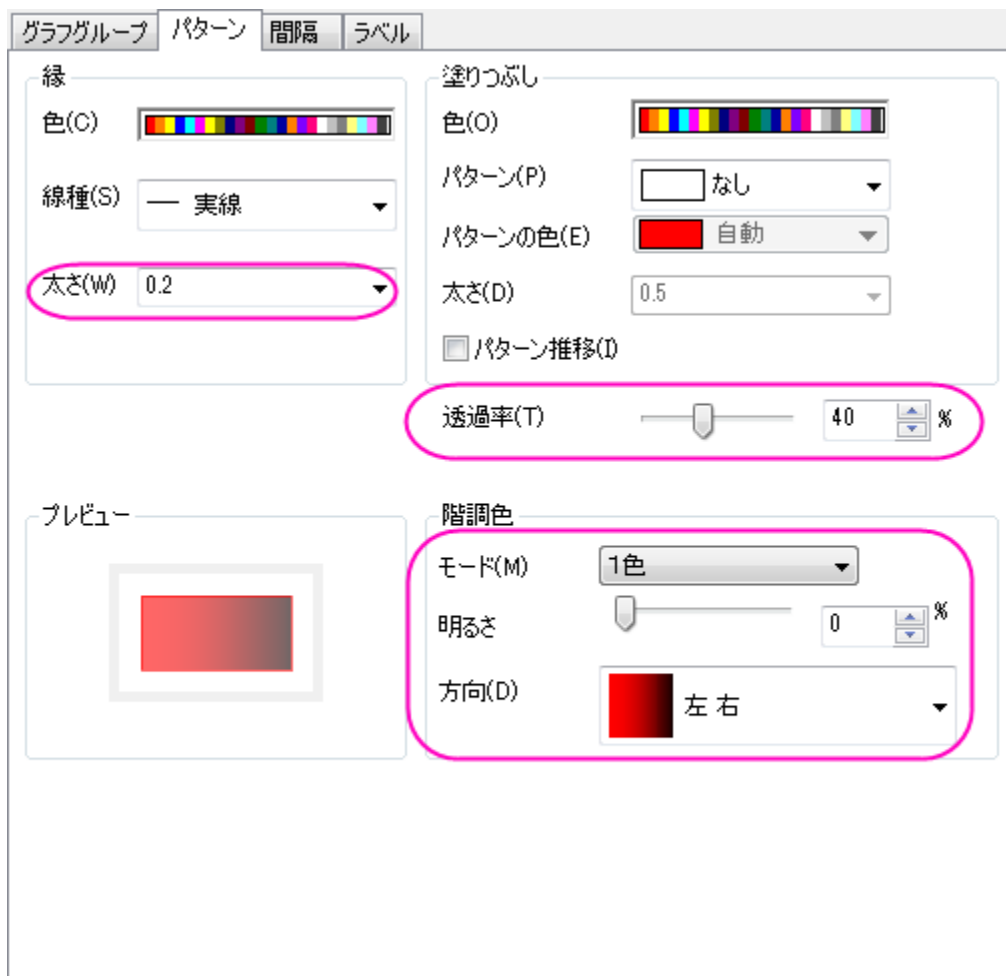 グラフグループ パターン 間隔 ラベル
縁
色(C)
線種(S) 実線
太さ(W) 0.2
塗りつぶし
色(O)
パターン(P) なし
パターンの色(E) 自動
太さ(D) 0.5
パターン推移(I)
透過率(T) 40 %
プレビュー
階調色
モード(M) 1色
明るさ 0 %
方向(D) 左右